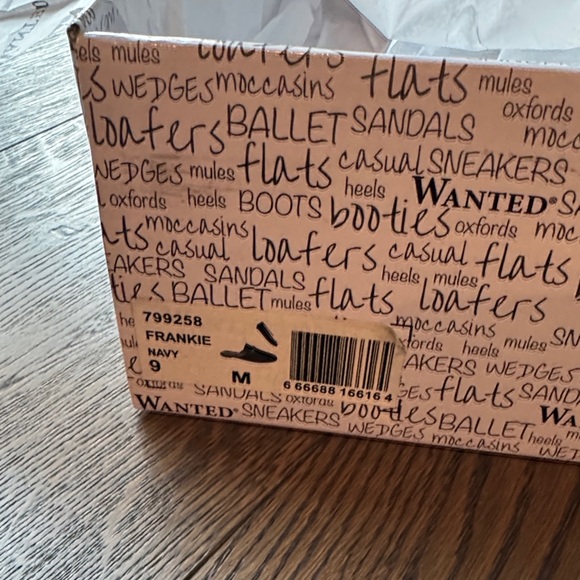 heels mules
WEDGES moccasins flats mules
oxfords
loafers BALLET SANDALS
WEDGES mules flats casual SNEAKERS
oxfords heels BOOTS heels WANTED®
booties oxfords
moccasins
casual loafers casual flats
SANDALS heels mules
BALLET mules flats loafers
moccasins
heels mules
WEDGES
flats
SANDALS oxfords
WANTED® SNEAKERS booties BALLET heels
WEDGES moccasins
799258
FRANKIE
NAVY
9 M
6 66688 16616 4